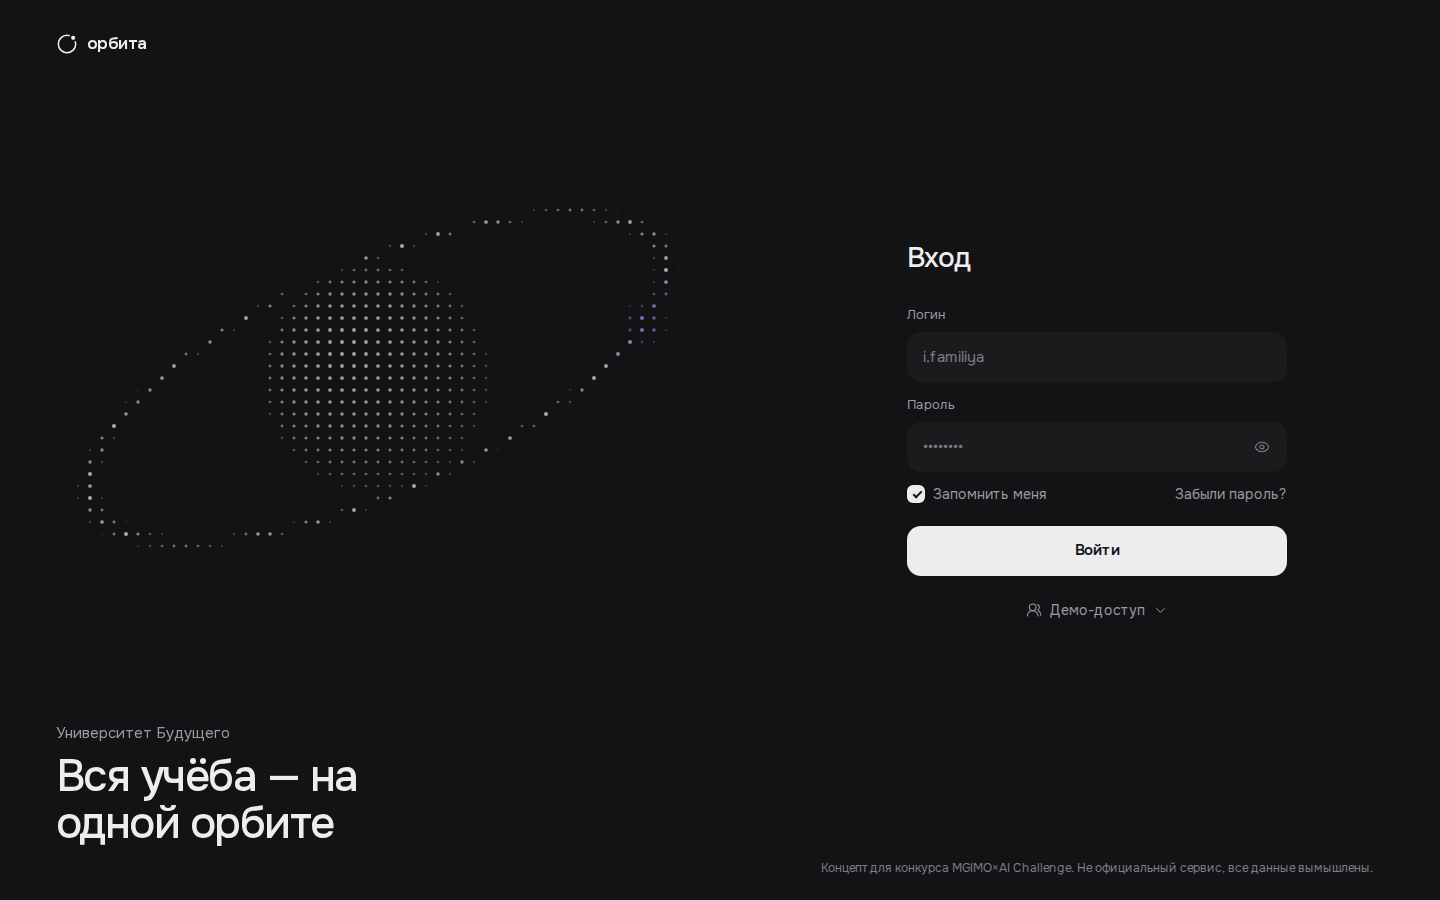 орбита
Вход
Логин
i.familiya
Пароль
••••••••
Запомнить меня
Забыли пароль?
Войти
Демо-доступ
Университет Будущего
Вся учёба — на
одной орбите
Концепт для конкурса MGIMO×AI Challenge. Не официальный сервис, все данные вымышлены.